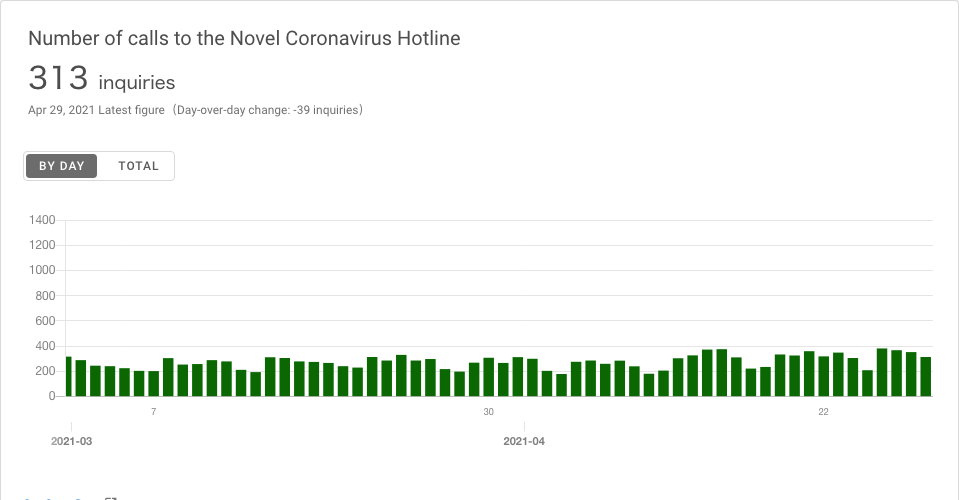 Number of calls to the Novel Coronavirus Hotline
313 inquiries
Apr 29, 2021 Latest figure（Day-over-day change: -39 inquiries）
BY DAY TOTAL
1400
1200
1000
800
600
400
200
0
7 30 22
2021-03 2021-04